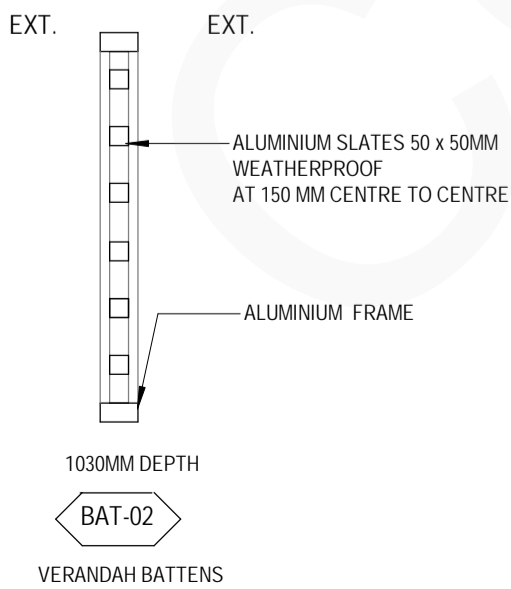 EXT.
EXT.
ALUMINIUM SLATES 50 x 50MM
WEATHERPROOF
AT 150 MM CENTRE TO CENTRE
ALUMINIUM FRAME
1030MM DEPTH
BAT-02
VERANDAH BATTENS